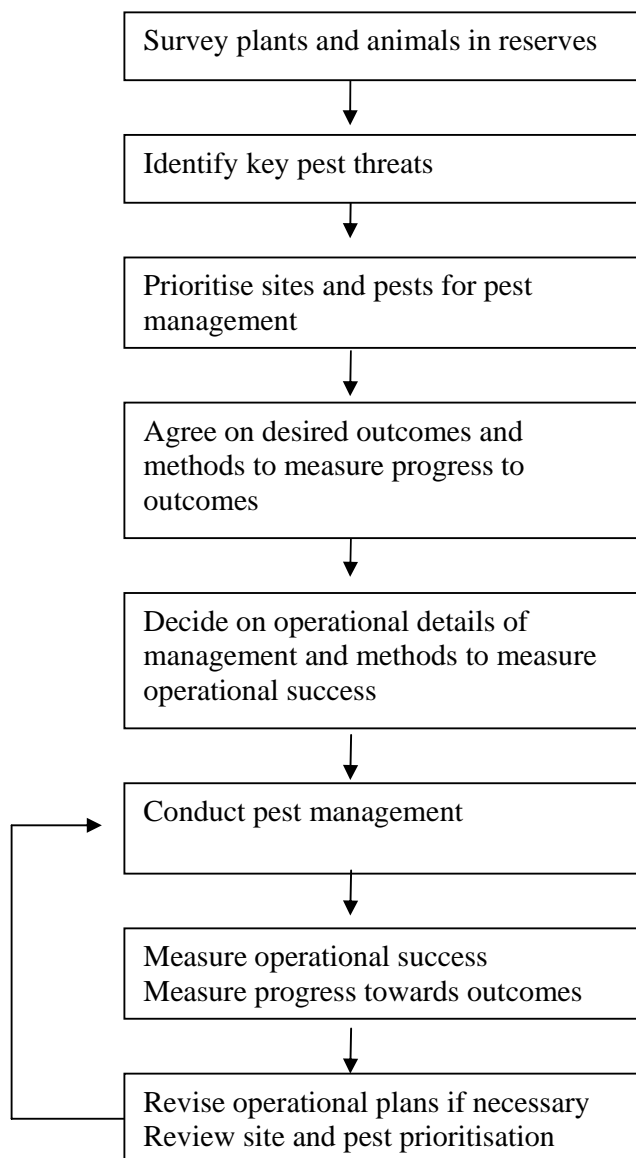 Survey plants and animals in reserves
Identify key pest threats
Prioritise sites and pests for pest
management
Agree on desired outcomes and
methods to measure progress to
outcomes
Decide on operational details of
management and methods to measure
operational success
Conduct pest management
Measure operational success
Measure progress towards outcomes
Revise operational plans if necessary
Review site and pest prioritisation